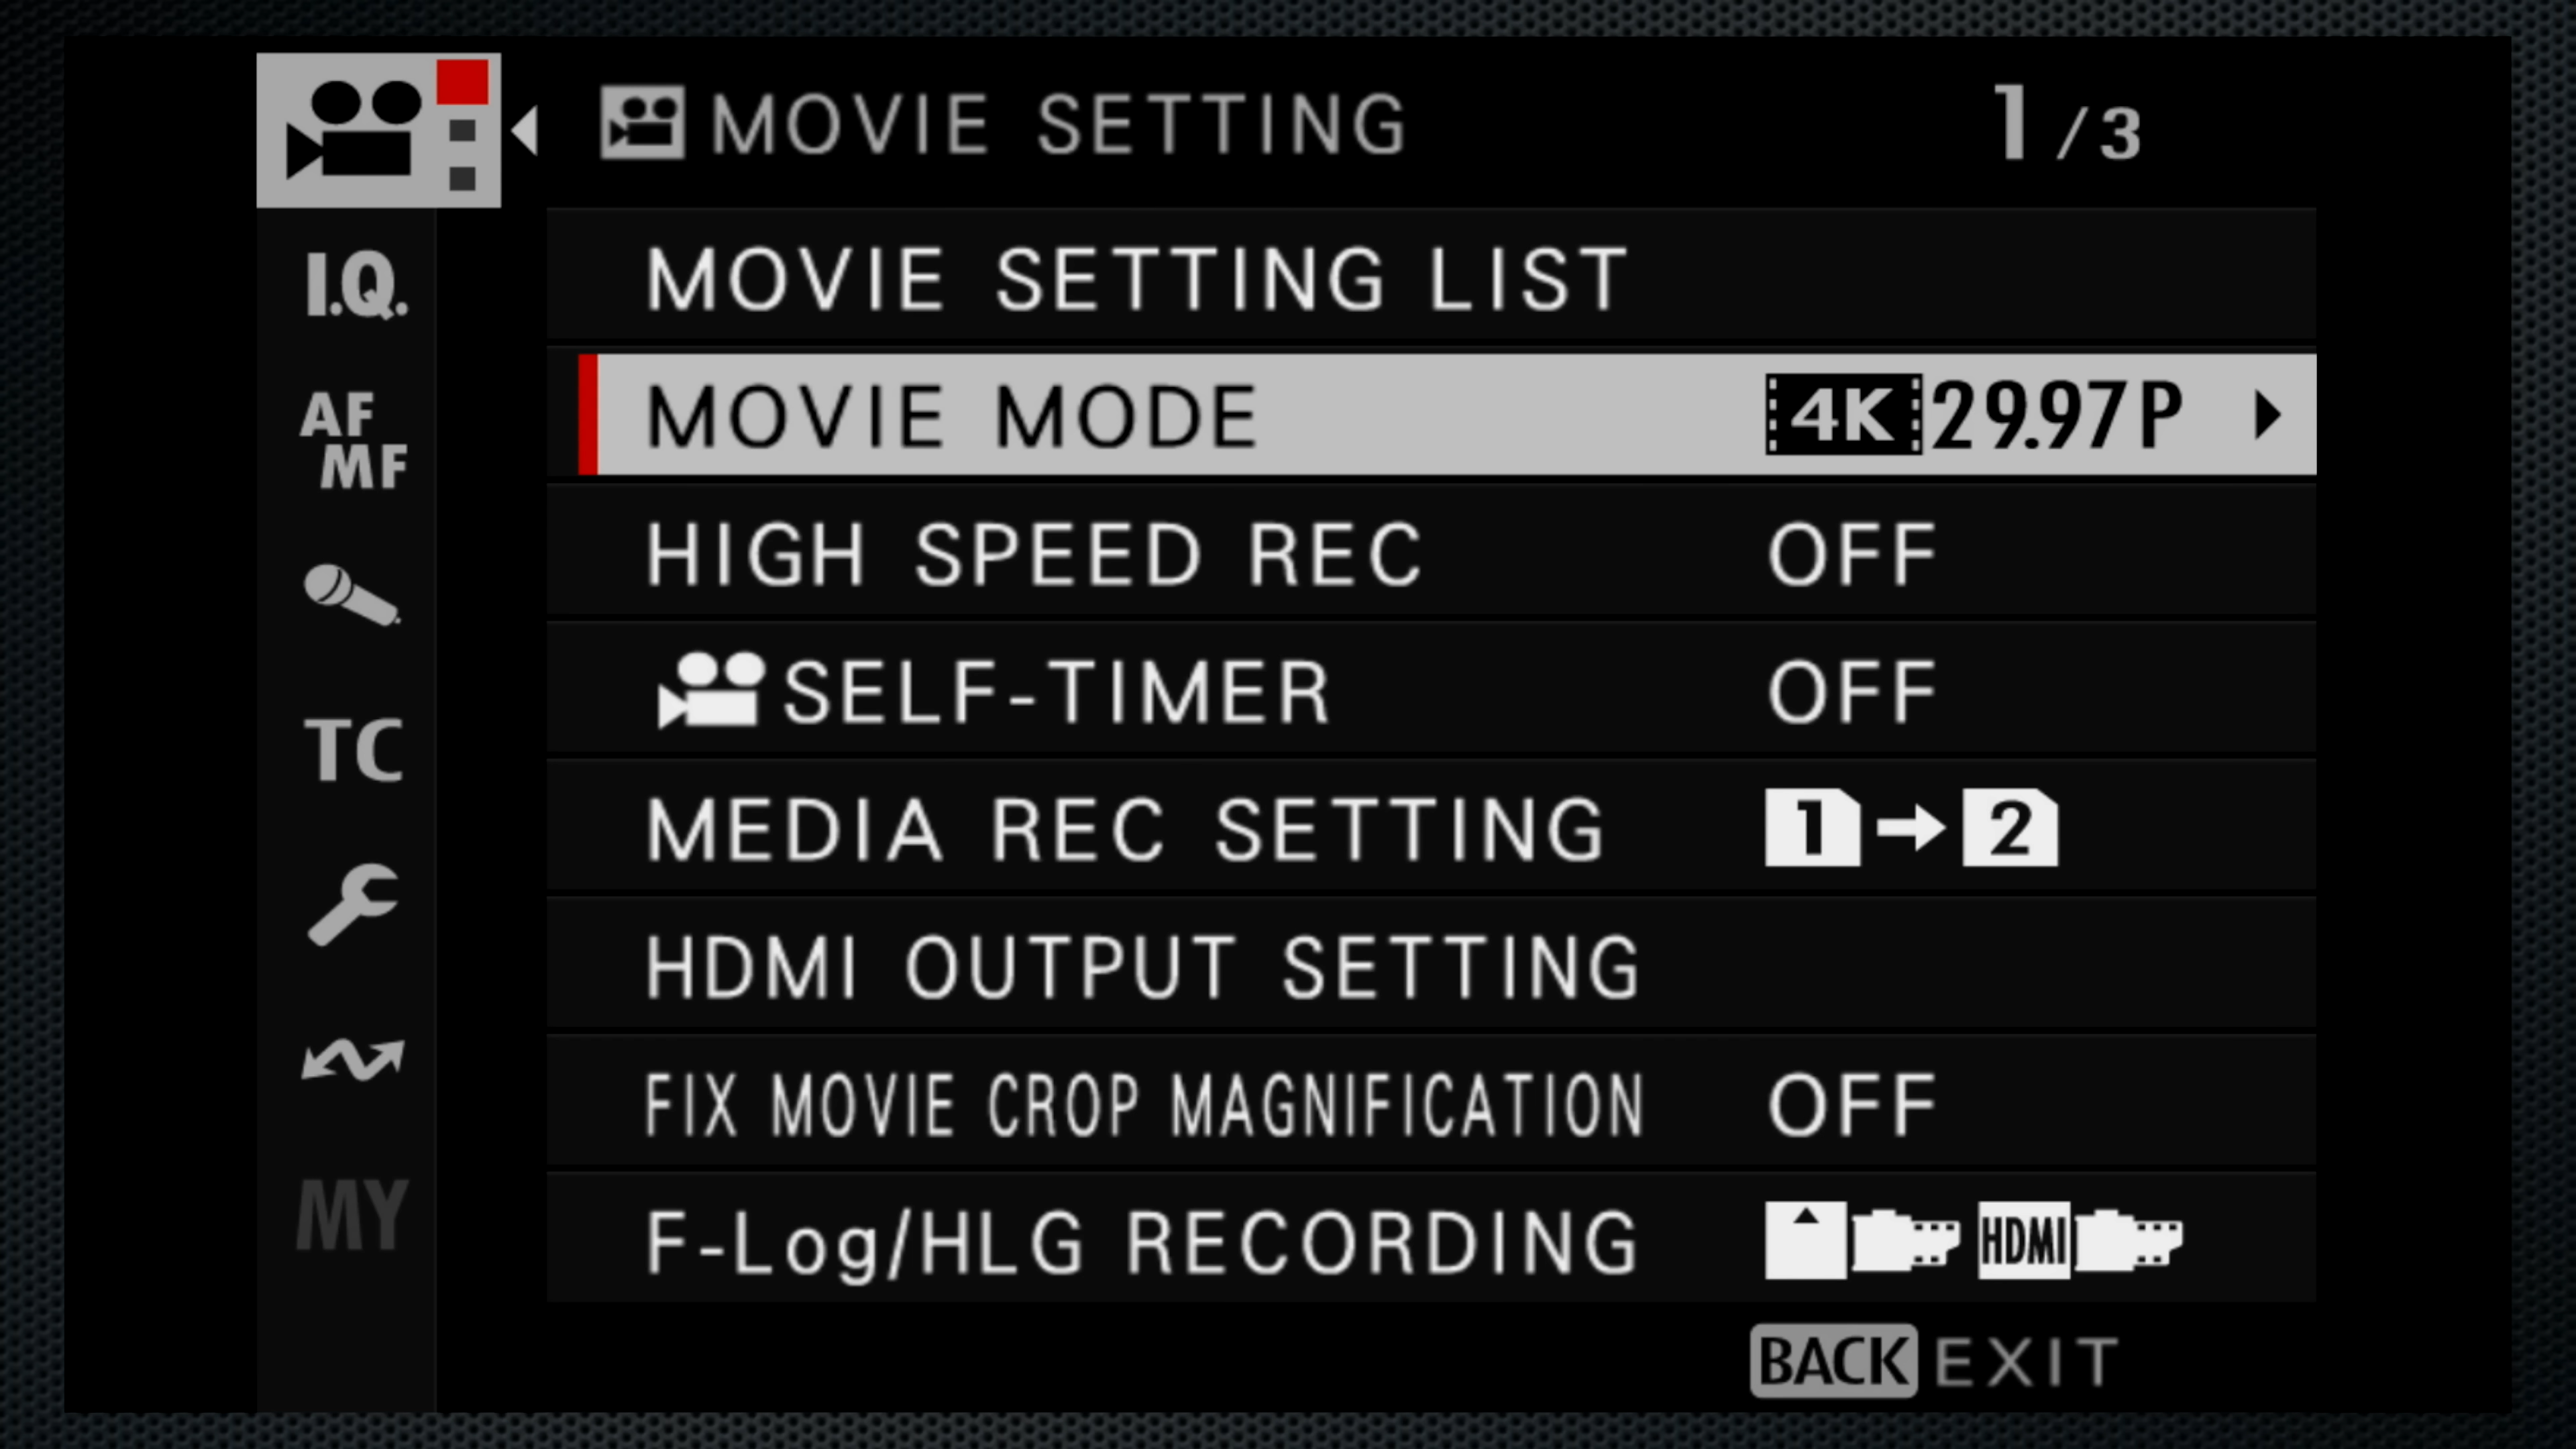 MOVIE SETTING 1/3
MOVIE SETTING LIST
I.Q.
MOVIE MODE 4K 29.97P
AF
MF
HIGH SPEED REC OFF
SELF-TIMER OFF
TC
MEDIA REC SETTING 1 2
HDMI OUTPUT SETTING
FIX MOVIE CROP MAGNIFICATION OFF
MY
F-Log/HLG RECORDING HDMI
BACK EXIT